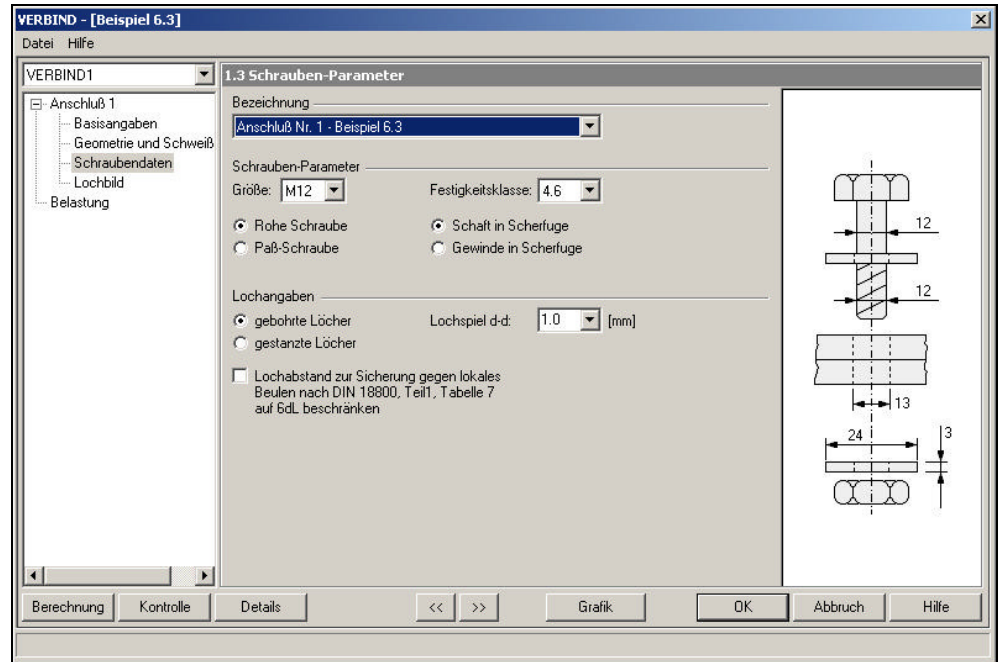 VERBIND - [Beispiel 6.3]
Datei Hilfe
VERBIND1
1.3 Schrauben-Parameter
Anschluß 1
Basisangaben
Geometrie und Schweiß
Schraubendaten
Lochbild
Belastung
Bezeichnung
Anschluß Nr. 1 - Beispiel 6.3
Schrauben-Parameter
Größe: M12 Festigkeitsklasse: 4.6
Rohe Schraube Schaft in Scherfuge
Paß-Schraube Gewinde in Scherfuge
Lochangaben
gebohrte Löcher Lochspiel d-d: 1.0 [mm]
gestanzte Löcher
Lochabstand zur Sicherung gegen lokales
Beulen nach DIN 18800, Teil1, Tabelle 7
auf 6dL beschränken
12
12
13
24 3
Berechnung Kontrolle Details << >> Grafik OK Abbruch Hilfe